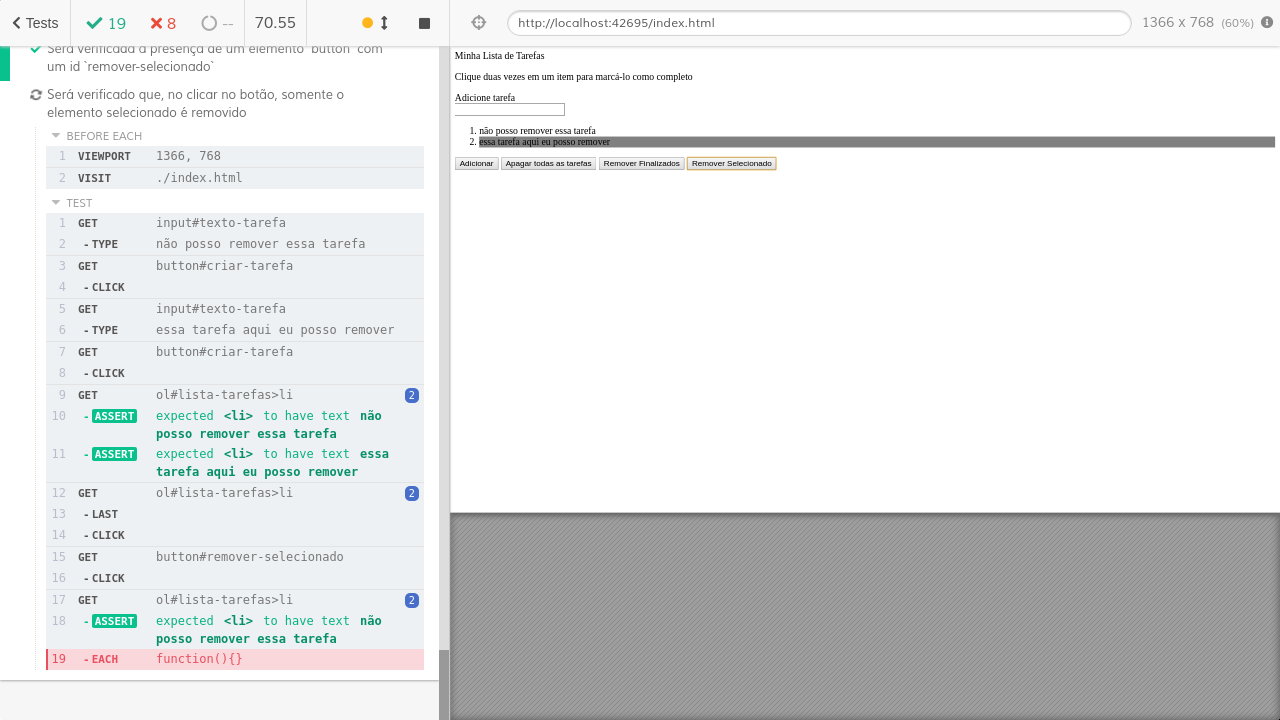 Tests
19
8
--
70.55
http://localhost:42695/index.html
1366 x 768 (60%)
Será verificada a presença de um elemento `button` com
um id `remover-selecionado`
Será verificado que, no clicar no botão, somente o
elemento selecionado é removido
BEFORE EACH
1 VIEWPORT 1366, 768
2 VISIT ./index.html
TEST
1 GET input#texto-tarefa
2 -TYPE não posso remover essa tarefa
3 GET button#criar-tarefa
4 -CLICK
5 GET input#texto-tarefa
6 -TYPE essa tarefa aqui eu posso remover
7 GET button#criar-tarefa
8 -CLICK
9 GET ol#lista-tarefas>li 2
10 -ASSERT expected <li> to have text não
posso remover essa tarefa
11 -ASSERT expected <li> to have text essa
tarefa aqui eu posso remover
12 GET ol#lista-tarefas>li 2
13 -LAST
14 -CLICK
15 GET button#remover-selecionado
16 -CLICK
17 GET ol#lista-tarefas>li 2
18 -ASSERT expected <li> to have text não
posso remover essa tarefa
19 -EACH function(){}
Minha Lista de Tarefas
Clique duas vezes em um item para marcá-lo como completo
Adicione tarefa
1. não posso remover essa tarefa
2. essa tarefa aqui eu posso remover
Adicionar Apagar todas as tarefas Remover Finalizados Remover Selecionado